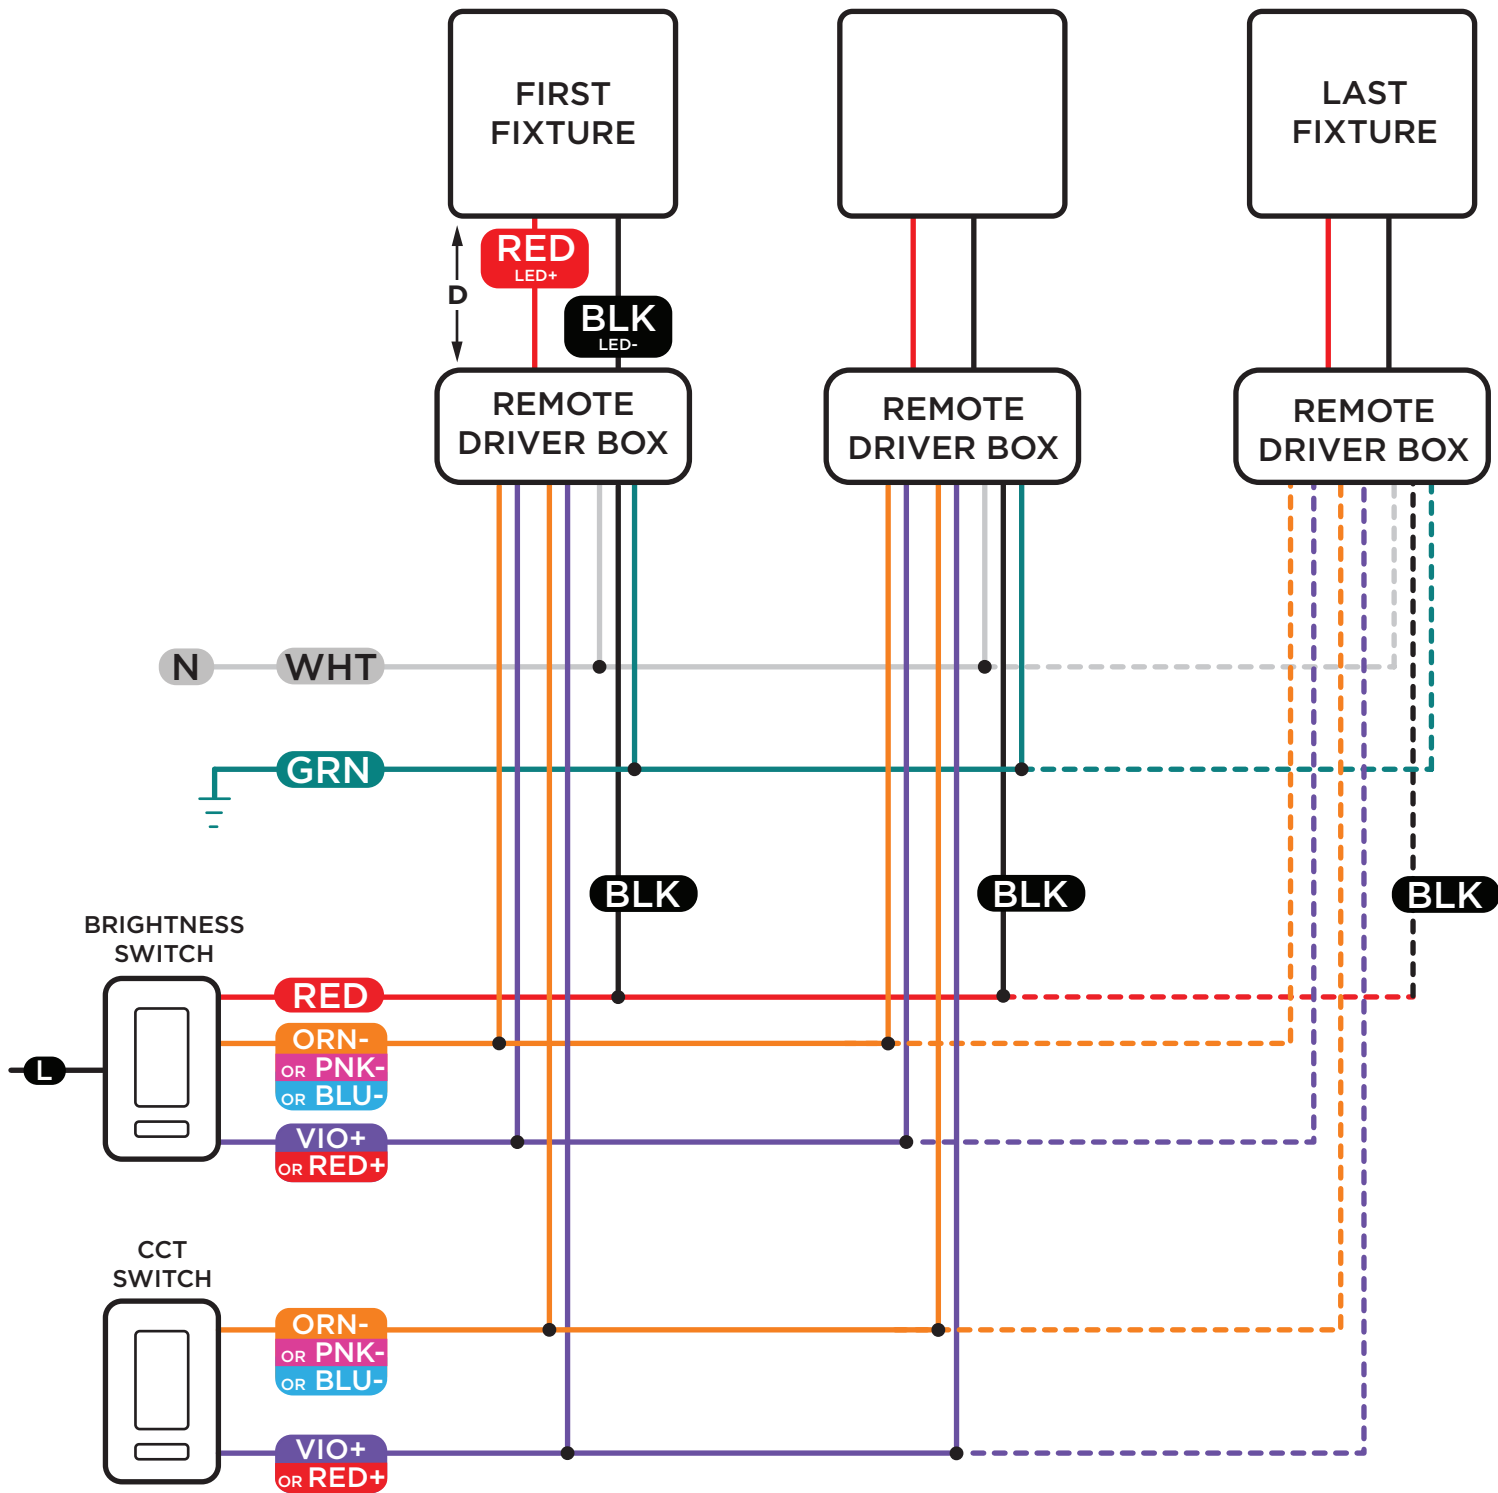 FIRST
FIXTURE
LAST
FIXTURE
RED
LED+
D
BLK
LED-
REMOTE
DRIVER BOX
REMOTE
DRIVER BOX
REMOTE
DRIVER BOX
N
WHT
GRN
BLK
BLK
BLK
BRIGHTNESS
SWITCH
RED
ORN-
OR PNK-
OR BLU-
L
VIO+
OR RED+
CCT
SWITCH
ORN-
OR PNK-
OR BLU-
VIO+
OR RED+